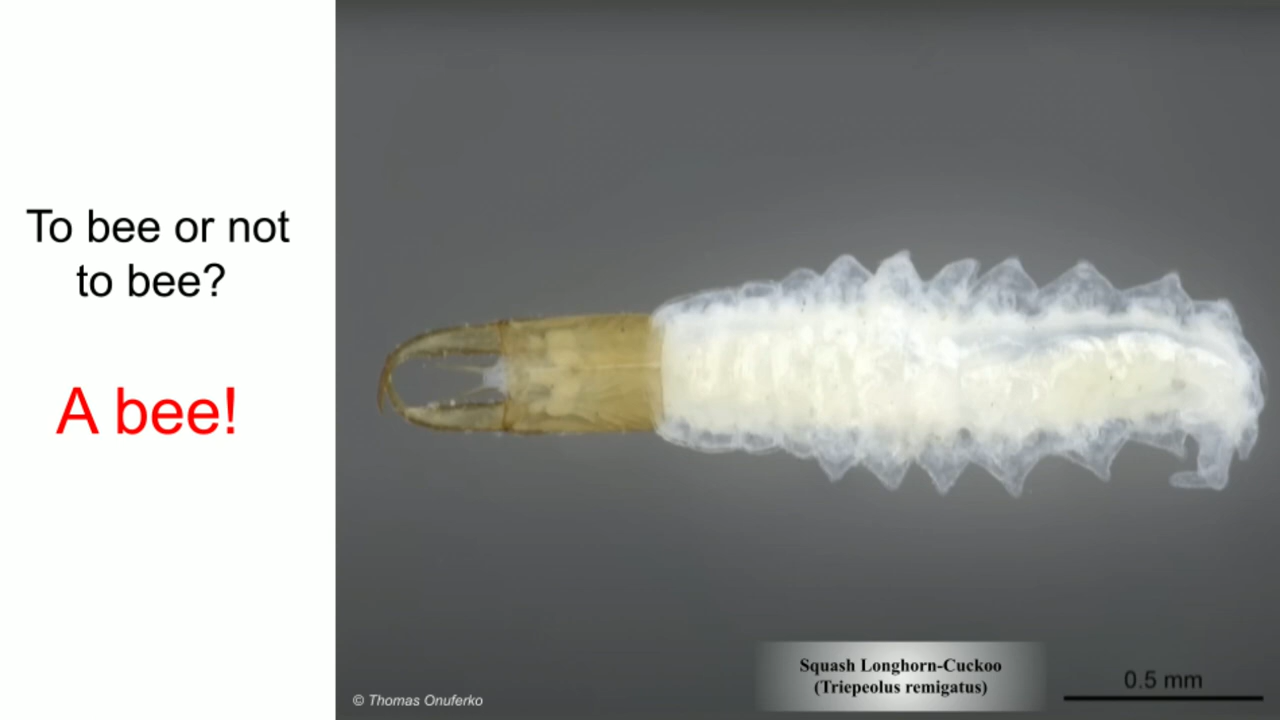 To bee or not
to bee?
A bee!
Squash Longhorn-Cuckoo
(Triepeolus remigatus)
0.5 mm
© Thomas Onuferko